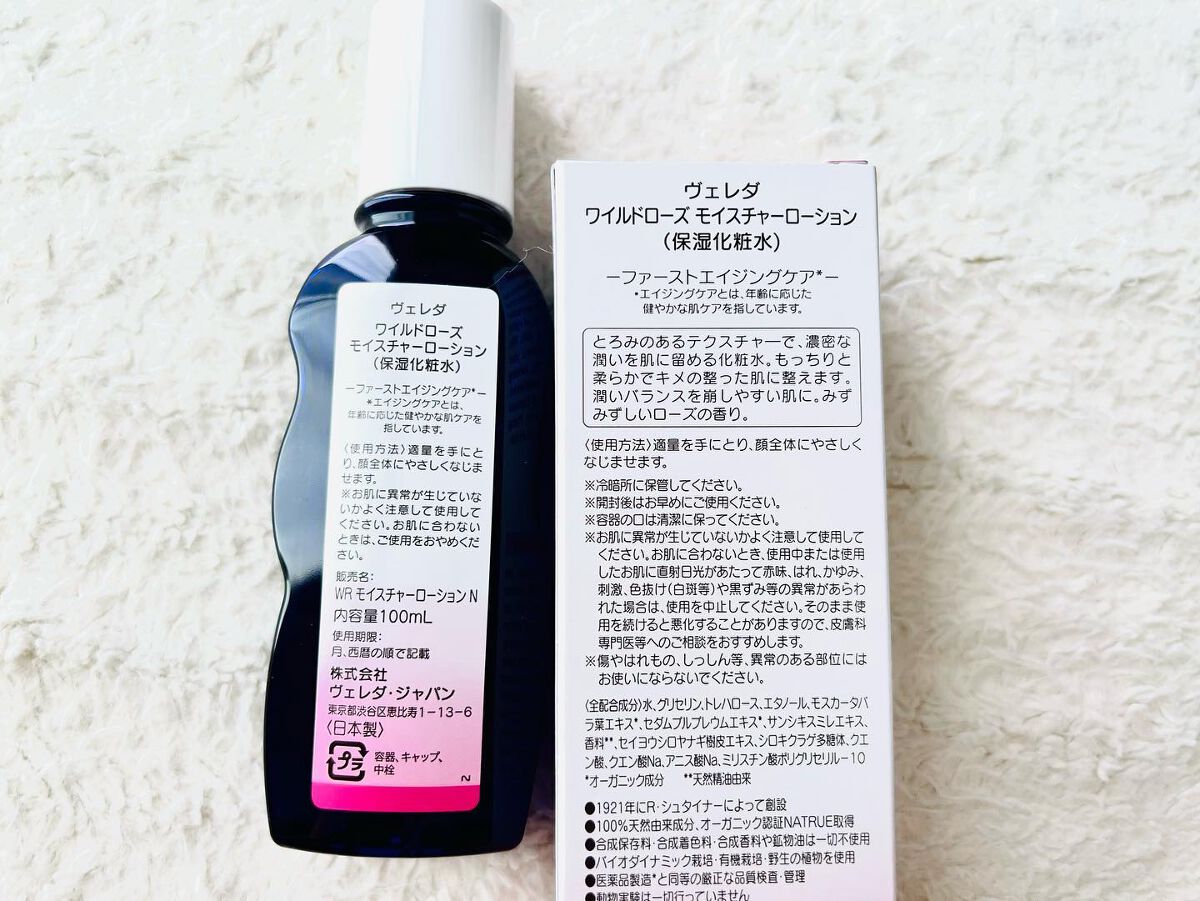 ヴェレダ
ワイルドローズ
モイスチャーローション
(保湿化粧水)
ーファーストエイジングケア*ー
*エイジングケアとは、
年齢に応じた健やかな肌ケアを
指しています。
〈使用方法〉適量を手にと
り、顔全体にやさしくなじま
せます。
※お肌に異常が生じていな
いかよく注意して使用して
ください。お肌に合わない
ときは、ご使用をおやめくだ
さい。
販売名:
WR モイスチャーローション N
内容量100mL
使用期限:
月、西暦の順で記載
株式会社
ヴェレダ・ジャパン
東京都渋谷区恵比寿1-13-6
〈日本製〉
プラ
容器、キャップ、
中栓
N
ヴェレダ
ワイルドローズ モイスチャーローション
(保湿化粧水)
ーファーストエイジングケア*ー
*エイジングケアとは、年齢に応じた
健やかな肌ケアを指しています。
とろみのあるテクスチャーで、濃密な
潤いを肌に留める化粧水。もっちりと
柔らかでキメの整った肌に整えます。
潤いバランスを崩しやすい肌に。みず
みずしいローズの香り。
〈使用方法〉適量を手にとり、顔全体にやさしく
なじませます。
※冷暗所に保管してください。
※開封後はお早めにご使用ください。
※容器の口は清潔に保ってください。
※お肌に異常が生じていないかよく注意して使用して
ください。お肌に合わないとき、使用中または使用
したお肌に直射日光があたって赤味、はれ、かゆみ、
刺激、色抜け(白斑等)や黒ずみ等の異常があらわ
れた場合は、使用を中止してください。そのまま使
用を続けると悪化することがありますので、皮膚科
専門医等へのご相談をおすすめします。
※傷やはれもの、しっしん等、異常のある部位には
お使いにならないでください。
〈全配合成分〉水、グリセリン、トレハロース、エタノール、モスカータバ
ラ葉エキス*、セダムプルプレウムエキス*、サンシキスミレエキス、
香料**、セイヨウシロヤナギ樹皮エキス、シロキクラゲ多糖体、クエ
ン酸、クエン酸Na、アニス酸Na、ミリスチン酸ポリグリセリル-10
*オーガニック成分 **天然精油由来
●1921年にR・シュタイナーによって創設
●100%天然由来成分、オーガニック認証NATRUE取得
●合成保存料・合成着色料・合成香料や鉱物油は一切不使用
●バイオダイナミック栽培・有機栽培・野生の植物を使用
●医薬品製造*と同等の厳正な品質検査・管理
●動物実験は一切行っていません